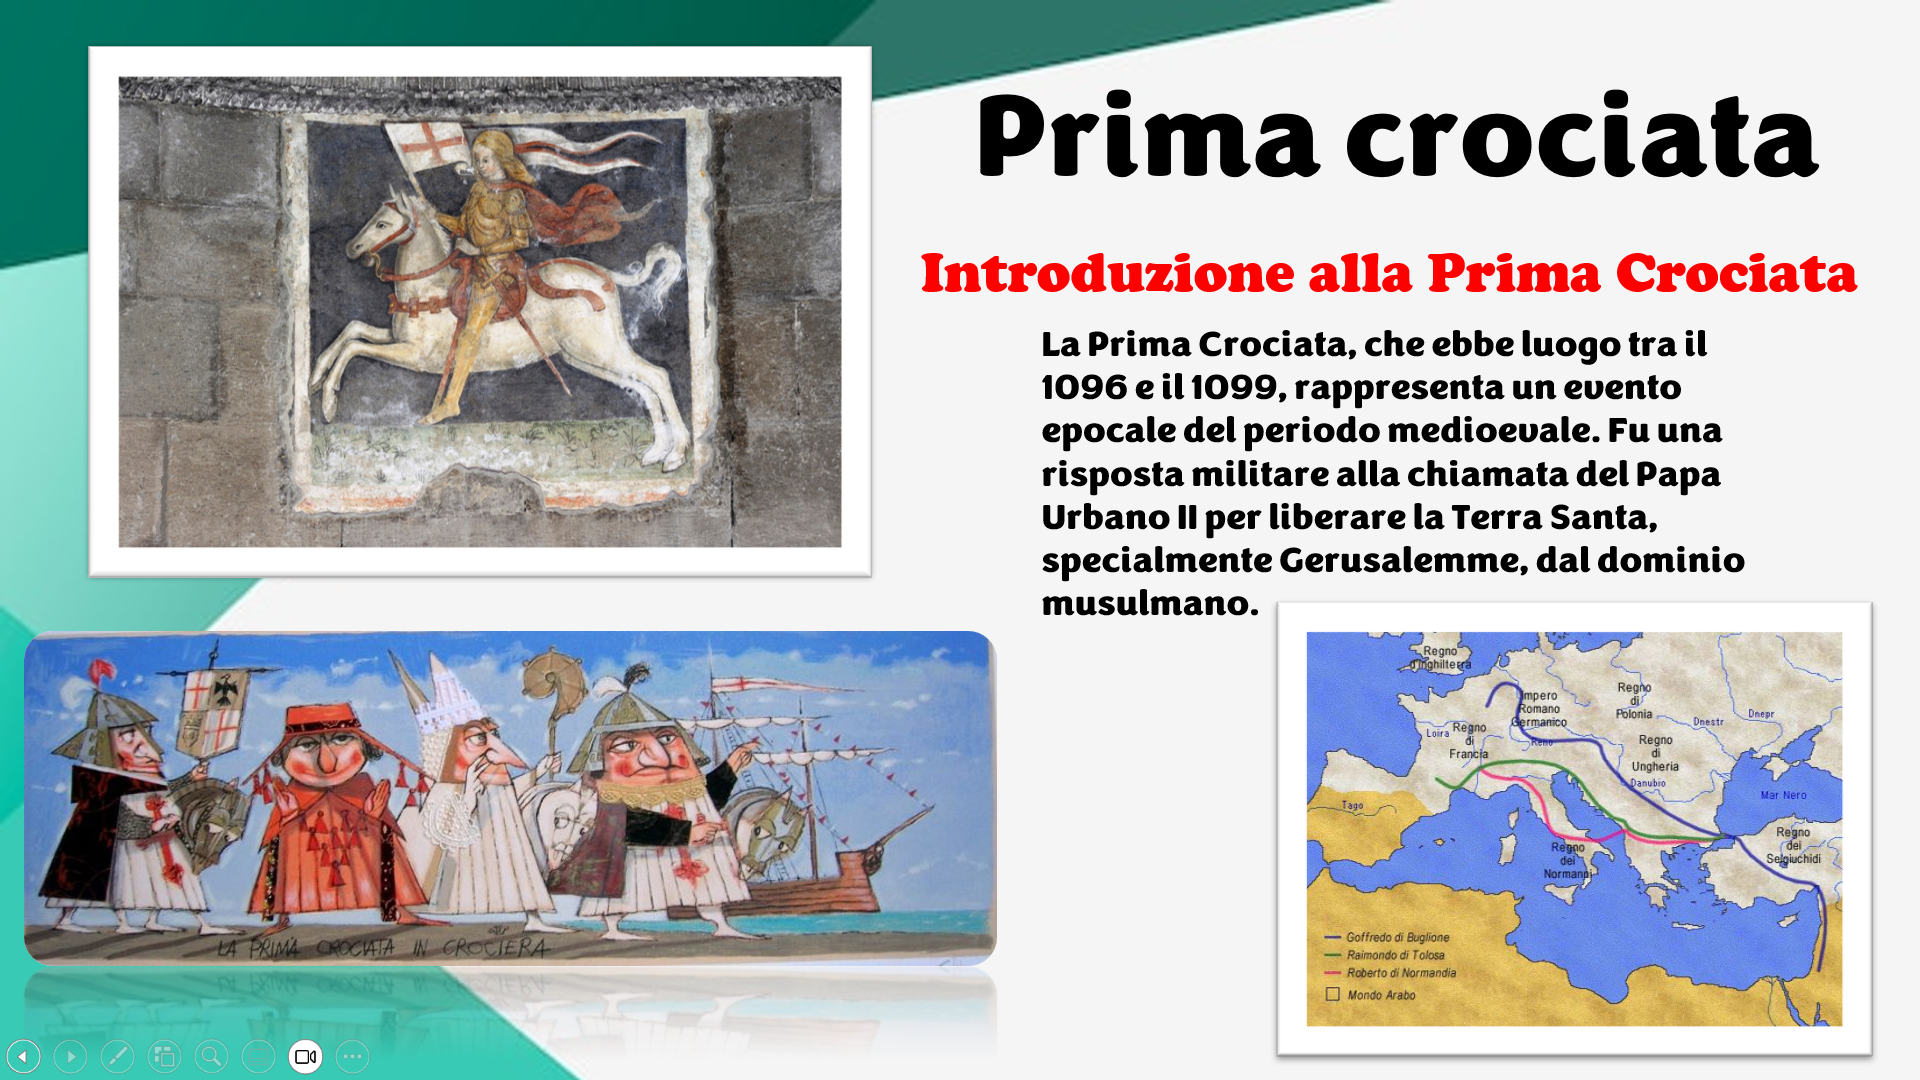 Prima crociata
Introduzione alla Prima Crociata
La Prima Crociata, che ebbe luogo tra il
1096 e il 1099, rappresenta un evento
epocale del periodo medioevale. Fu una
risposta militare alla chiamata del Papa
Urbano II per liberare la Terra Santa,
specialmente Gerusalemme, dal dominio
musulmano.
LA PRIMA CROCIATA IN CROCIERA
Regno
d'Inghilterra
Impero
Romano
Germanico
Regno
di
Polonia
Dnestr
Dnepr
Loira
Regno
di
Francia
Reno
Regno
di
Ungheria
Danubio
Mar Nero
Tago
Regno
dei
Selgiuchidi
Regno
dei
Normanni
Goffredo di Buglione
Raimondo di Tolosa
Roberto di Normandia
Mondo Arabo